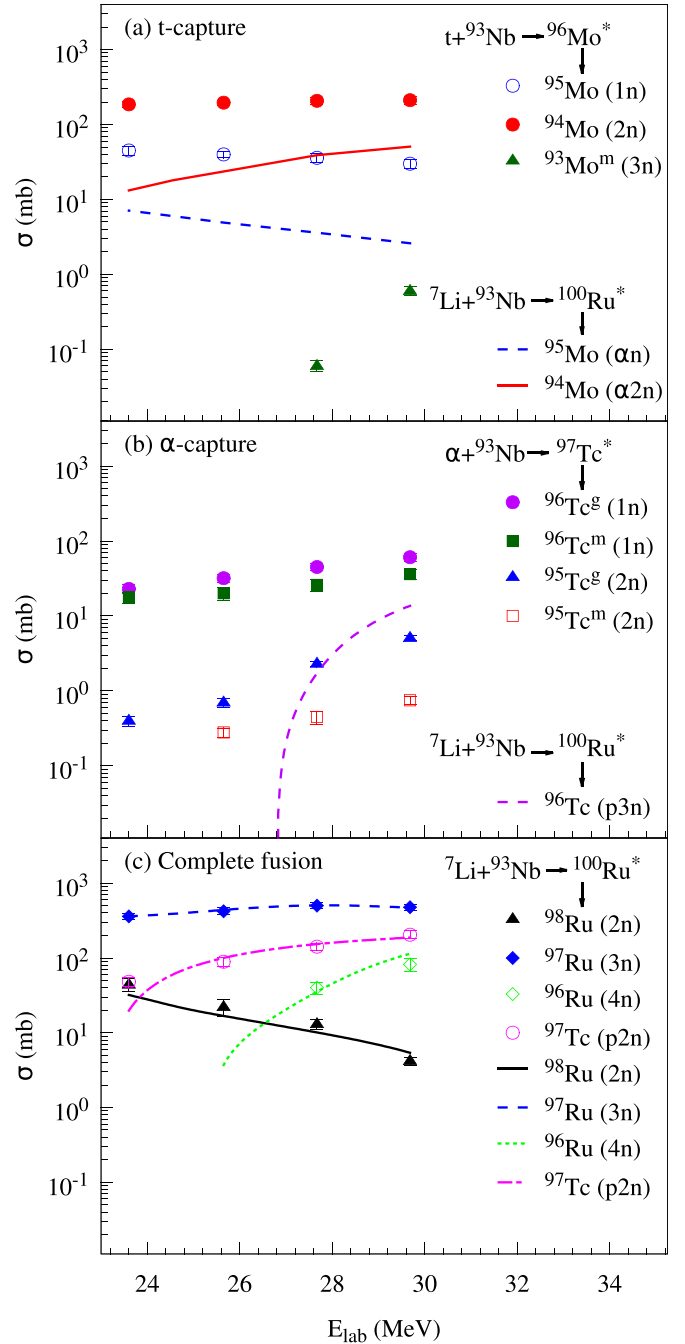 (a) t-capture
t+⁹³Nb → ⁹⁶Mo*
⁹⁵Mo (1n)
⁹⁴Mo (2n)
⁹³Moᵐ (3n)
⁷Li+⁹³Nb → ¹⁰⁰Ru*
⁹⁵Mo (αn)
⁹⁴Mo (α2n)
σ (mb)
10³
10²
10¹
10⁰
10⁻¹
(b) α-capture
α+⁹³Nb → ⁹⁷Tc*
⁹⁶Tcᵍ (1n)
⁹⁶Tcᵐ (1n)
⁹⁵Tcᵍ (2n)
⁹⁵Tcᵐ (2n)
⁷Li+⁹³Nb → ¹⁰⁰Ru*
⁹⁶Tc (p3n)
σ (mb)
10³
10²
10¹
10⁰
10⁻¹
(c) Complete fusion
⁷Li+⁹³Nb → ¹⁰⁰Ru*
⁹⁸Ru (2n)
⁹⁷Ru (3n)
⁹⁶Ru (4n)
⁹⁷Tc (p2n)
⁹⁸Ru (2n)
⁹⁷Ru (3n)
⁹⁶Ru (4n)
⁹⁷Tc (p2n)
σ (mb)
10³
10²
10¹
10⁰
10⁻¹
24 26 28 30 32 34
E_lab (MeV)